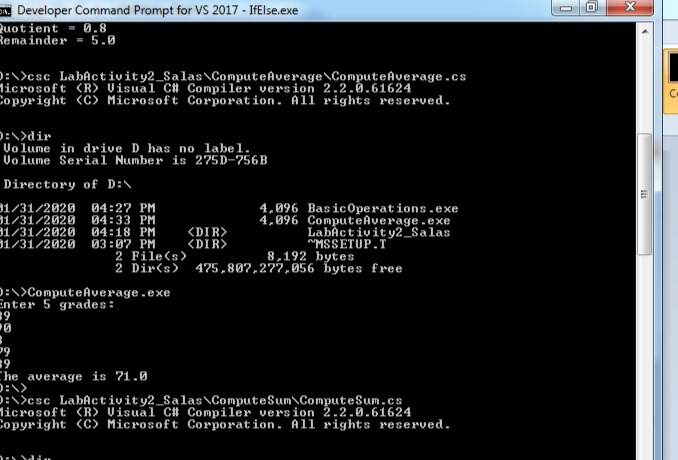 Developer Command Prompt for VS 2017 - IfElse.exe
Quotient = 0.8
Remainder = 5.0
D:\>csc LabActivity2_Salas\ComputeAverage\ComputeAverage.cs
Microsoft (R) Visual C# Compiler version 2.2.0.61624
Copyright (C) Microsoft Corporation. All rights reserved.
D:\>dir
Volume in drive D has no label.
Volume Serial Number is 275D-756B
Directory of D:\
01/31/2020 04:27 PM 4,096 BasicOperations.exe
01/31/2020 04:33 PM 4,096 ComputeAverage.exe
01/31/2020 04:18 PM <DIR> LabActivity2_Salas
01/31/2020 03:07 PM <DIR> ~MSSETUP.T
2 File(s) 8,192 bytes
2 Dir(s) 475,807,277,056 bytes free
D:\>ComputeAverage.exe
Enter 5 grades:
The average is 71.0
D:\>
D:\>csc LabActivity2_Salas\ComputeSum\ComputeSum.cs
Microsoft (R) Visual C# Compiler version 2.2.0.61624
Copyright (C) Microsoft Corporation. All rights reserved.
D:\>dir